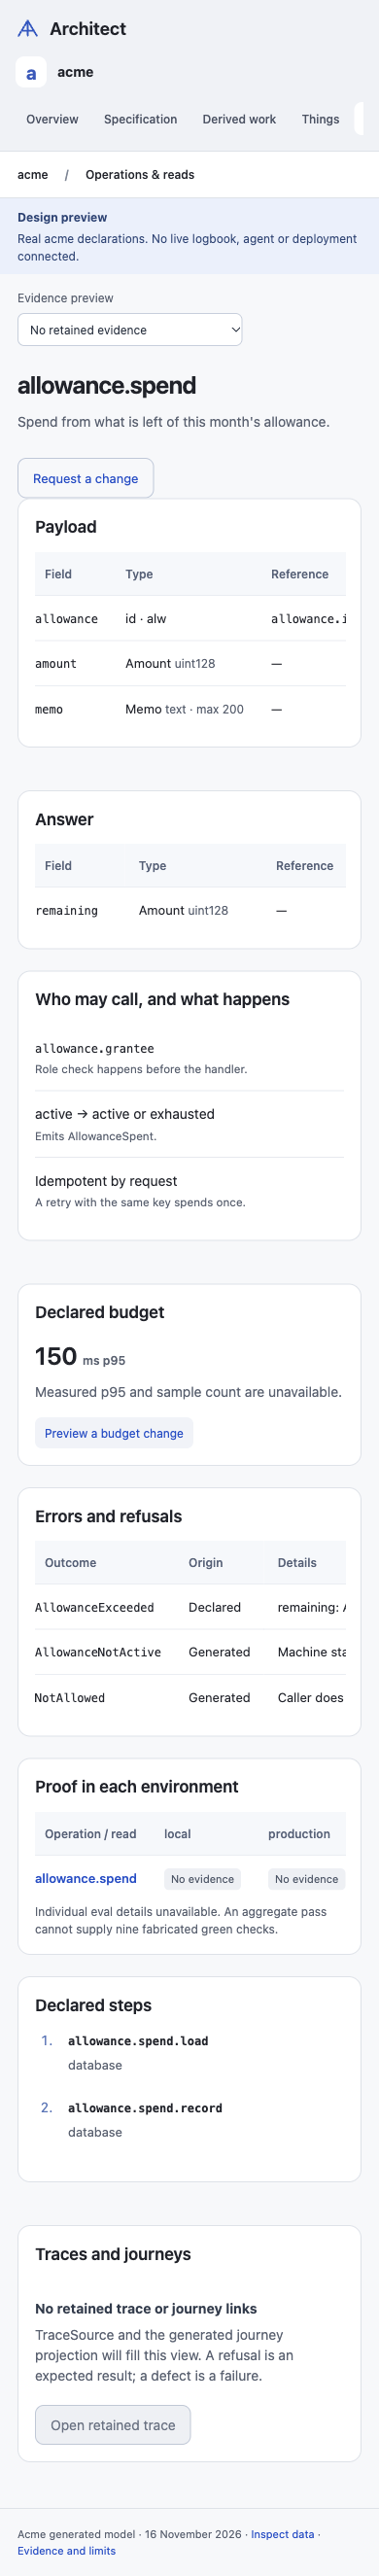 Architect
a acme
Overview Specification Derived work Things
acme / Operations & reads
Design preview
Real acme declarations. No live logbook, agent or deployment
connected.
Evidence preview
No retained evidence
allowance.spend
Spend from what is left of this month's allowance.
Request a change
Payload
Field Type Reference
allowance id · alw allowance.i
amount Amount uint128 —
memo Memo text · max 200 —
Answer
Field Type Reference
remaining Amount uint128 —
Who may call, and what happens
allowance.grantee
Role check happens before the handler.
active → active or exhausted
Emits AllowanceSpent.
Idempotent by request
A retry with the same key spends once.
Declared budget
150 ms p95
Measured p95 and sample count are unavailable.
Preview a budget change
Errors and refusals
Outcome Origin Details
AllowanceExceeded Declared remaining:
AllowanceNotActive Generated Machine sta
NotAllowed Generated Caller does
Proof in each environment
Operation / read local production
allowance.spend No evidence No evidence
Individual eval details unavailable. An aggregate pass
cannot supply nine fabricated green checks.
Declared steps
1. allowance.spend.load
database
2. allowance.spend.record
database
Traces and journeys
No retained trace or journey links
TraceSource and the generated journey
projection will fill this view. A refusal is an
expected result; a defect is a failure.
Open retained trace
Acme generated model · 16 November 2026 · Inspect data ·
Evidence and limits